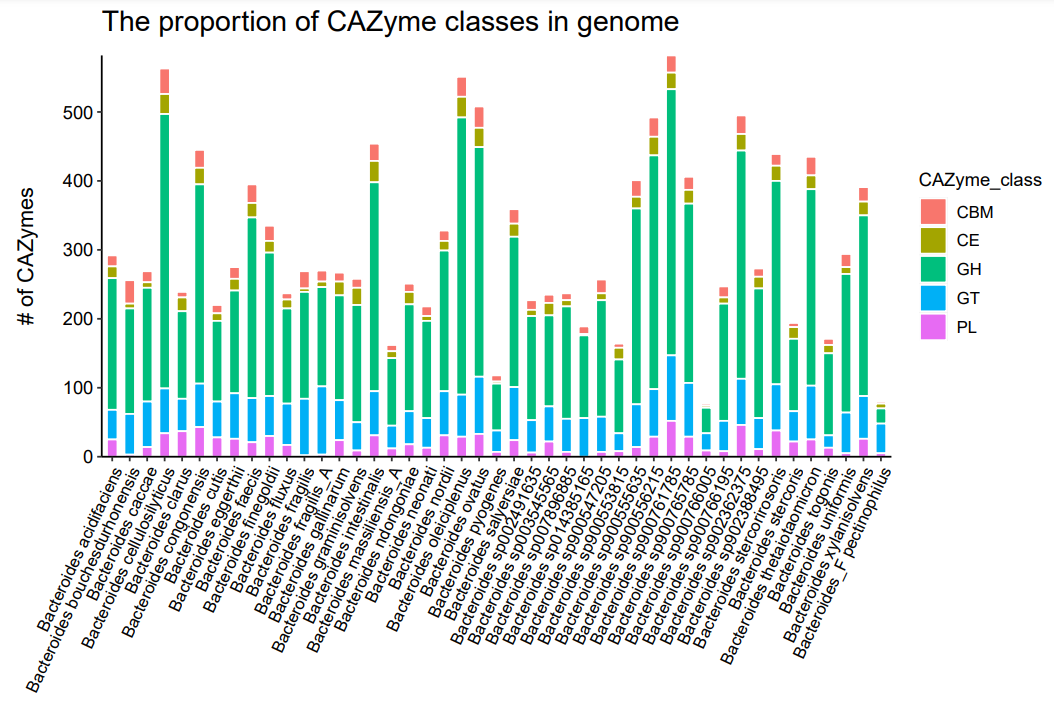 The proportion of CAZyme classes in genome
# of CAZymes
500
400
300
200
100
0
Bacteroides acidifaciens
Bacteroides bouchesdurhonensis
Bacteroides caccae
Bacteroides cellulosilyticus
Bacteroides clarus
Bacteroides congonensis
Bacteroides cutis
Bacteroides eggerthii
Bacteroides faecis
Bacteroides finegoldii
Bacteroides fluxus
Bacteroides fragilis
Bacteroides fragilis_A
Bacteroides gallinarum
Bacteroides graminisolvens
Bacteroides intestinalis
Bacteroides massiliensis_A
Bacteroides ndongoniae
Bacteroides neonati
Bacteroides nordii
Bacteroides oleiciplenus
Bacteroides ovatus
Bacteroides pyogenes
Bacteroides salyersiae
Bacteroides sp002491635
Bacteroides sp003545565
Bacteroides sp007896885
Bacteroides sp014385165
Bacteroides sp900547205
Bacteroides sp900553815
Bacteroides sp900555635
Bacteroides sp900556215
Bacteroides sp900761785
Bacteroides sp900765785
Bacteroides sp900766005
Bacteroides sp900766195
Bacteroides sp902362375
Bacteroides sp902388495
Bacteroides stercorirosoris
Bacteroides stercoris
Bacteroides thetaiotaomicron
Bacteroides togonis
Bacteroides uniformis
Bacteroides xylanisolvens
Bacteroides_F pectinophilus
CAZyme_class
CBM
CE
GH
GT
PL